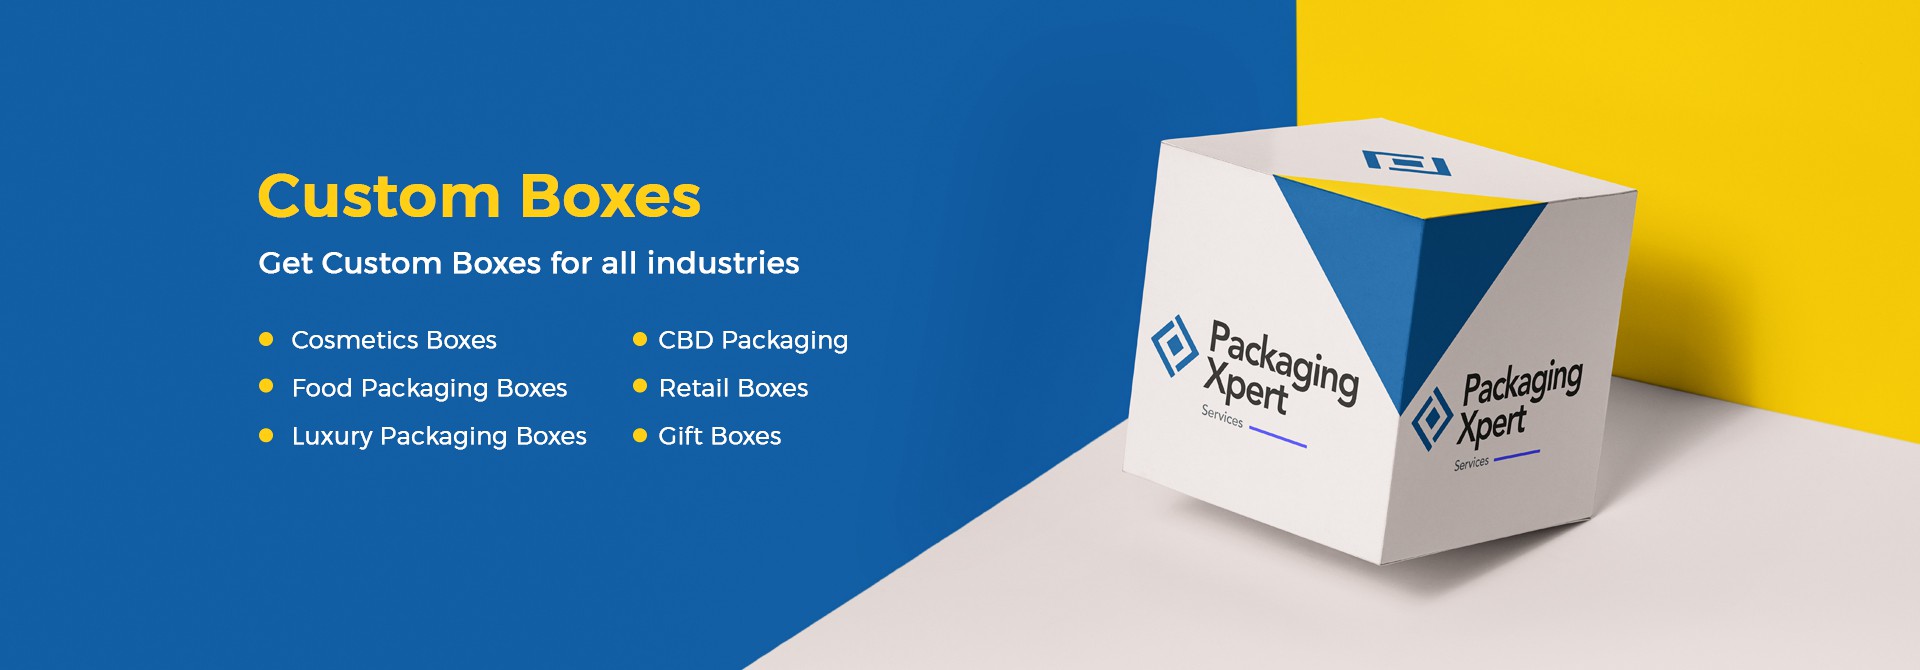 Custom Boxes
Get Custom Boxes for all industries
Cosmetics Boxes
Food Packaging Boxes
Luxury Packaging Boxes
CBD Packaging
Retail Boxes
Gift Boxes
Packaging
Xpert
Services
Packaging
Xpert
Services